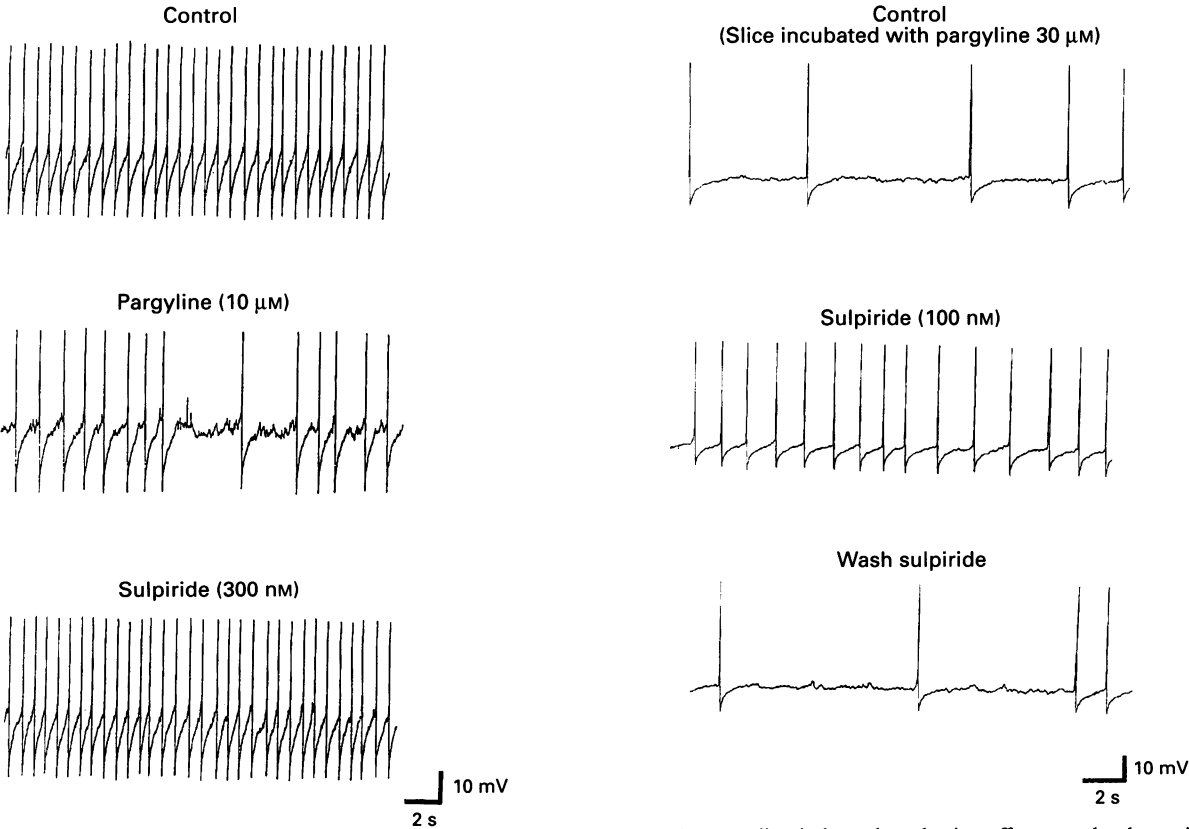 Control
Pargyline (10 μM)
Sulpiride (300 nM)
10 mV
2 s
Control
(Slice incubated with pargyline 30 μM)
Sulpiride (100 nM)
Wash sulpiride
10 mV
2 s